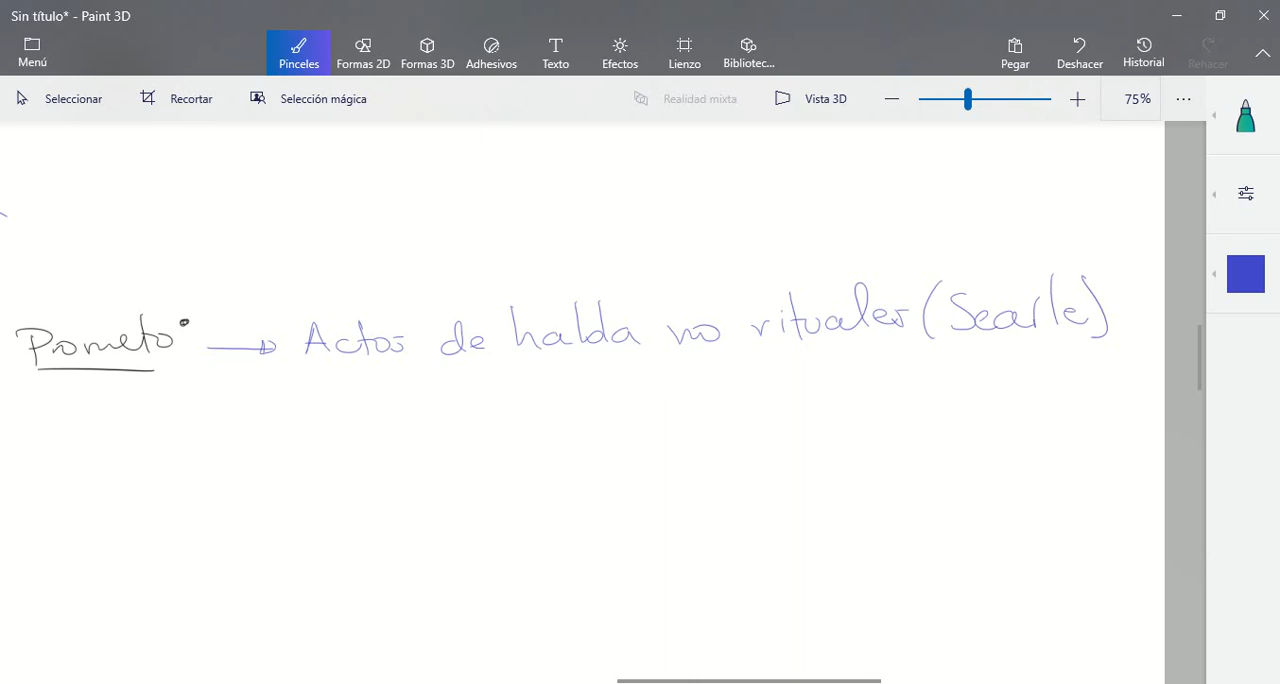 Sin título* - Paint 3D
Menú
Pinceles Formas 2D Formas 3D Adhesivos Texto Efectos Lienzo Bibliotec... Pegar Deshacer Historial Rehacer
Seleccionar Recortar Selección mágica Realidad mixta Vista 3D 75%
Prometo → Actos de halda no rituales (Searle)